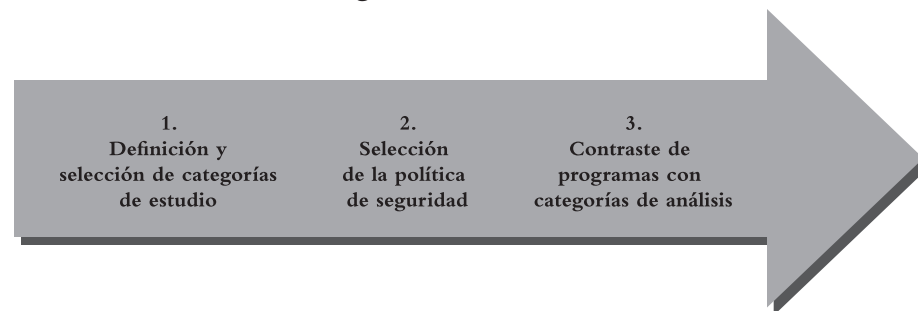 1.
Definición y
selección de categorías
de estudio
2.
Selección
de la política
de seguridad
3.
Contraste de
programas con
categorías de análisis